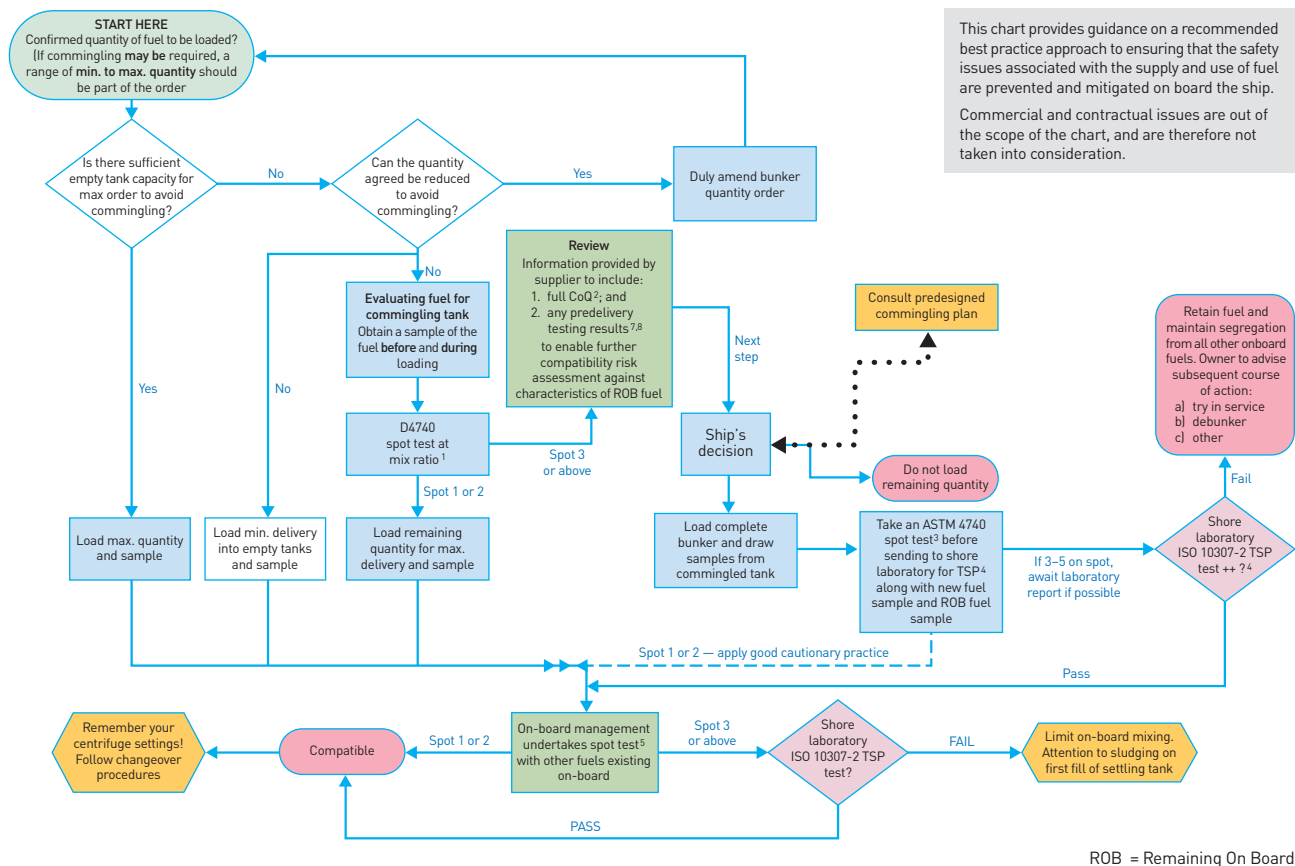 START HERE
Confirmed quantity of fuel to be loaded?
(If commingling may be required, a
range of min. to max. quantity should
be part of the order
This chart provides guidance on a recommended
best practice approach to ensuring that the safety
issues associated with the supply and use of fuel
are prevented and mitigated on board the ship.
Commercial and contractual issues are out of
the scope of the chart, and are therefore not
taken into consideration.
Is there sufficient
empty tank capacity for
max order to avoid
commingling?
No
Can the quantity
agreed be reduced
to avoid
commingling?
Yes
Duly amend bunker
quantity order
Yes
No
No
Evaluating fuel for
commingling tank
Obtain a sample of the
fuel before and during
loading
D4740
spot test at
mix ratio 1
Spot 3
or above
Spot 1 or 2
Review
Information provided by
supplier to include:
1. full CoQ2; and
2. any predelivery
testing results7,8
to enable further
compatibility risk
assessment against
characteristics of ROB fuel
Next
step
Consult predesigned
commingling plan
Ship's
decision
Do not load
remaining quantity
Retain fuel and
maintain segregation
from all other onboard
fuels. Owner to advise
subsequent course
of action:
a) try in service
b) debunker
c) other
Fail
Load max. quantity
and sample
Load min. delivery
into empty tanks
and sample
Load remaining
quantity for max.
delivery and sample
Load complete
bunker and draw
samples from
commingled tank
Take an ASTM 4740
spot test3 before
sending to shore
laboratory for TSP4
along with new fuel
sample and ROB fuel
sample
If 3–5 on spot,
await laboratory
report if possible
Shore
laboratory
ISO 10307-2 TSP
test ++ ?4
Spot 1 or 2 — apply good cautionary practice
Pass
Remember your
centrifuge settings!
Follow changeover
procedures
Compatible
Spot 1 or 2
On-board management
undertakes spot test5
with other fuels existing
on-board
Spot 3
or above
Shore
laboratory
ISO 10307-2 TSP
test?
FAIL
Limit on-board mixing.
Attention to sludging on
first fill of settling tank
PASS
ROB = Remaining On Board